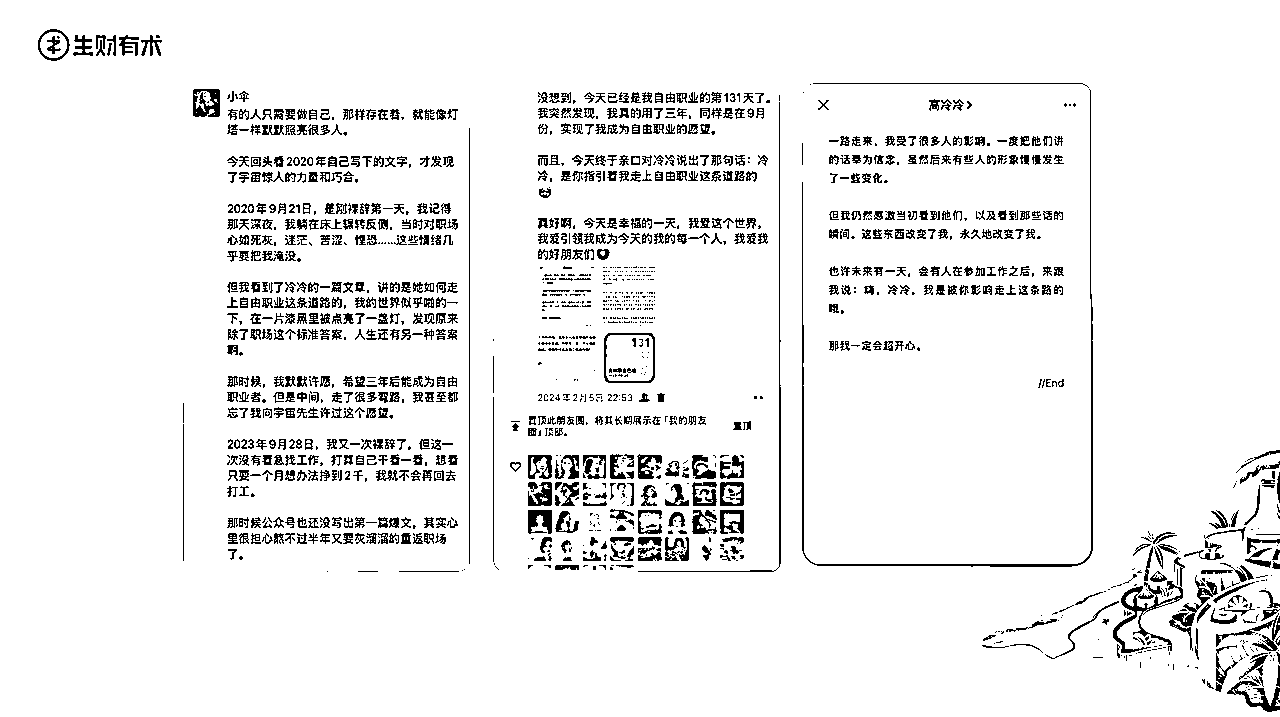 生财有术
小伞
有的人只需要做自己，那样存在着，就能像灯
塔一样默默照亮很多人。
今天回头看2020年自己写下的文字，才发现
了宇宙惊人的力量和巧合。
2020年9月21日，是刚裸辞第一天，我记得
那天深夜，我躺在床上辗转反侧，当时对职场
心如死灰，迷茫、苦涩、惶恐……这些情绪几
乎要把我淹没。
但我看到了冷冷的一篇文章，讲的是她如何走
上自由职业这条道路的，我的世界似乎啪的一
下，在一片漆黑里被点亮了一盏灯，发现原来
除了职场这个标准答案，人生还有另一种答案
啊。
那时候，我默默许愿，希望三年后能成为自由
职业者。但是中间，走了很多弯路，我甚至都
忘了我向宇宙先生许过这个愿望。
2023年9月28日，我又一次裸辞了。但这一
次没有着急找工作，打算自己干看一看，想着
只要一个月想办法挣到2千，我就不会再回去
打工。
那时候公众号也还没写出第一篇爆文，其实心
里很担心熬不过半年又要灰溜溜的重返职场
了。
没想到，今天已经是我自由职业的第131天了。
我突然发现，我真的用了三年，同样是在9月
份，实现了我成为自由职业的愿望。
而且，今天终于亲口对冷冷说出了那句话：冷
冷，是你指引着我走上自由职业这条道路的
真好啊，今天是幸福的一天，我爱这个世界，
我爱引领我成为今天的我的每一个人，我爱我
的好朋友们
131
2024年2月5日 22:53
置顶此朋友圈，将其长期展示在「我的朋友
圈」顶部。
置顶
高冷冷
一路走来，我受了很多人的影响。一度把他们讲
的话奉为信念，虽然后来有些人的形象慢慢发生
了一些变化。
但我仍然感激当初看到他们，以及看到那些话的
瞬间。这些东西改变了我，永久地改变了我。
也许未来有一天，会有人在参加工作之后，来跟
我说：嗨，冷冷，我是被你影响走上这条路的
哦。
那我一定会超开心。
//End